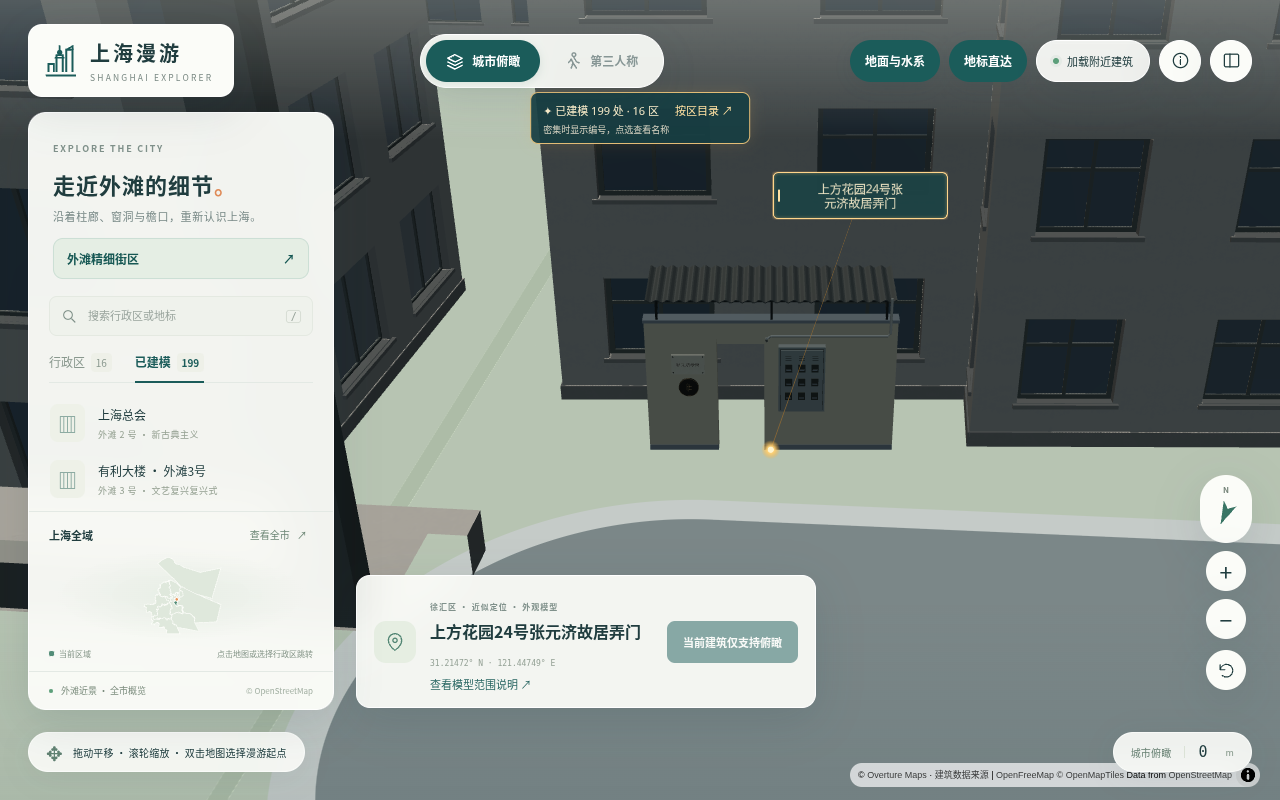 上海漫游
SHANGHAI EXPLORER
城市俯瞰
第三人称
地面与水系
地标直达
加载附近建筑
✦ 已建模 199 处 · 16 区 按区目录 ↗
密集时显示编号，点选查看名称
上方花园24号张
元济故居弄门
EXPLORE THE CITY
走近外滩的细节。
沿着柱廊、窗洞与檐口，重新认识上海。
外滩精细街区 ↗
搜索行政区或地标 /
行政区 16 已建模 199
上海总会
外滩 2 号 · 新古典主义
有利大楼 · 外滩3号
外滩 3 号 · 文艺复兴复兴式
上海全域 查看全市 ↗
当前区域 点击地图或选择行政区跳转
外滩近景 · 全市概览 © OpenStreetMap
拖动平移 · 滚轮缩放 · 双击地图选择漫游起点
徐汇区 · 近似定位 · 外观模型
上方花园24号张元济故居弄门
31.21472° N · 121.44749° E
查看模型范围说明 ↗
当前建筑仅支持俯瞰
N
+
−
城市俯瞰 0 m
© Overture Maps · 建筑数据来源 | OpenFreeMap © OpenMapTiles Data from OpenStreetMap